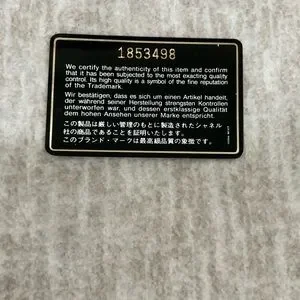 1853498
We certify the authenticity of this item and confirm
that it has been subjected to the most exacting quality
control. Its high quality is a symbol of the fine reputation
of the Trademark.
Wir bestätigen, dass es sich um einen Artikel handelt,
der während seiner Herstellung strengsten Kontrollen
unterworfen war, und dessen erstklassige Qualität
dem hohen Ansehen unserer Marke entspricht.
この製品は厳しい管理のもとに製造されたシャネル
社の商品であることを証明いたします。
このブランド・マークは最高級品質の象徴です。